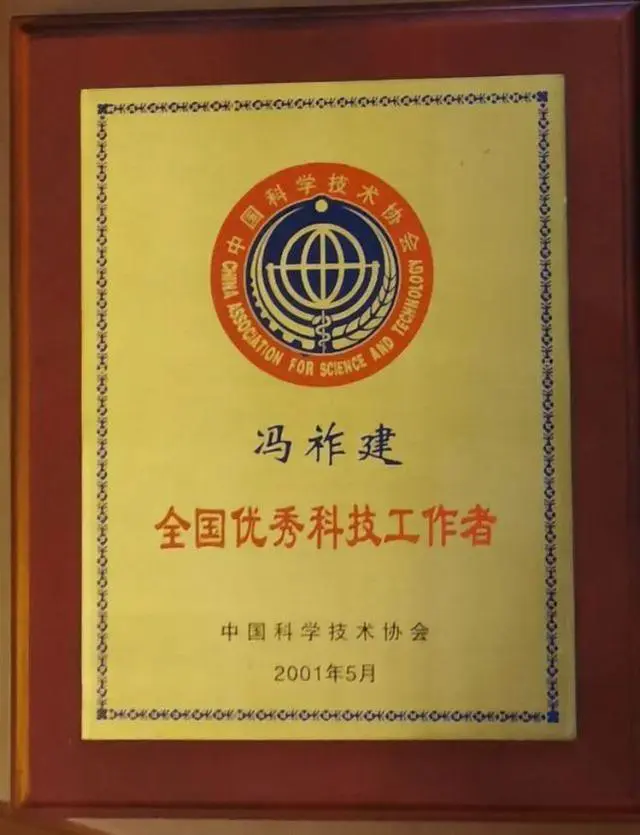 中国科学技术协会
CHINA ASSOCIATION FOR SCIENCE AND TECHNOLOGY
冯祚建
全国优秀科技工作者
中国科学技术协会
2001年5月